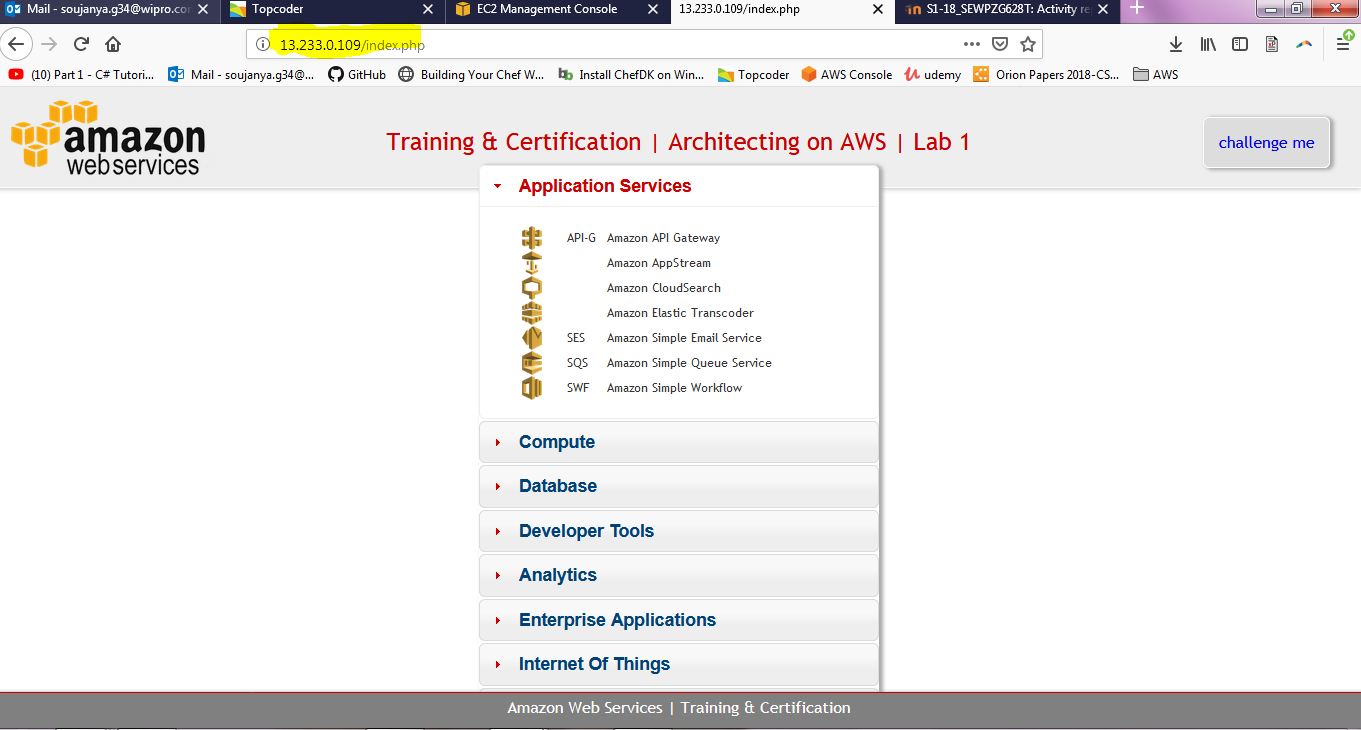 Mail - soujanya.g34@wipro.com
Topcoder
EC2 Management Console
13.233.0.109/index.php
S1-18_SEWPZG628T: Activity re
13.233.0.109/index.php
(10) Part 1 - C# Tutori...
Mail - soujanya.g34@...
GitHub
Building Your Chef W...
Install ChefDK on Win...
Topcoder
AWS Console
udemy
Orion Papers 2018-CS...
AWS
amazon
web services
Training & Certification | Architecting on AWS | Lab 1
challenge me
Application Services
API-G Amazon API Gateway
Amazon AppStream
Amazon CloudSearch
Amazon Elastic Transcoder
SES Amazon Simple Email Service
SQS Amazon Simple Queue Service
SWF Amazon Simple Workflow
Compute
Database
Developer Tools
Analytics
Enterprise Applications
Internet Of Things
Amazon Web Services | Training & Certification